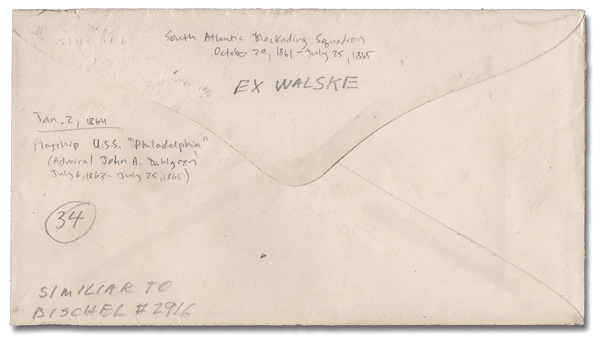 South Atlantic Blockading Squadron
October 29, 1861 - July 25, 1865
EX WALSKE
Jan. 2, 1864
Flagship U.S.S. "Philadelphia"
(Admiral John A. Dahlgren
July 6, 1863 - July 25, 1865)
34
SIMILIAR TO
BISCHEL #2916